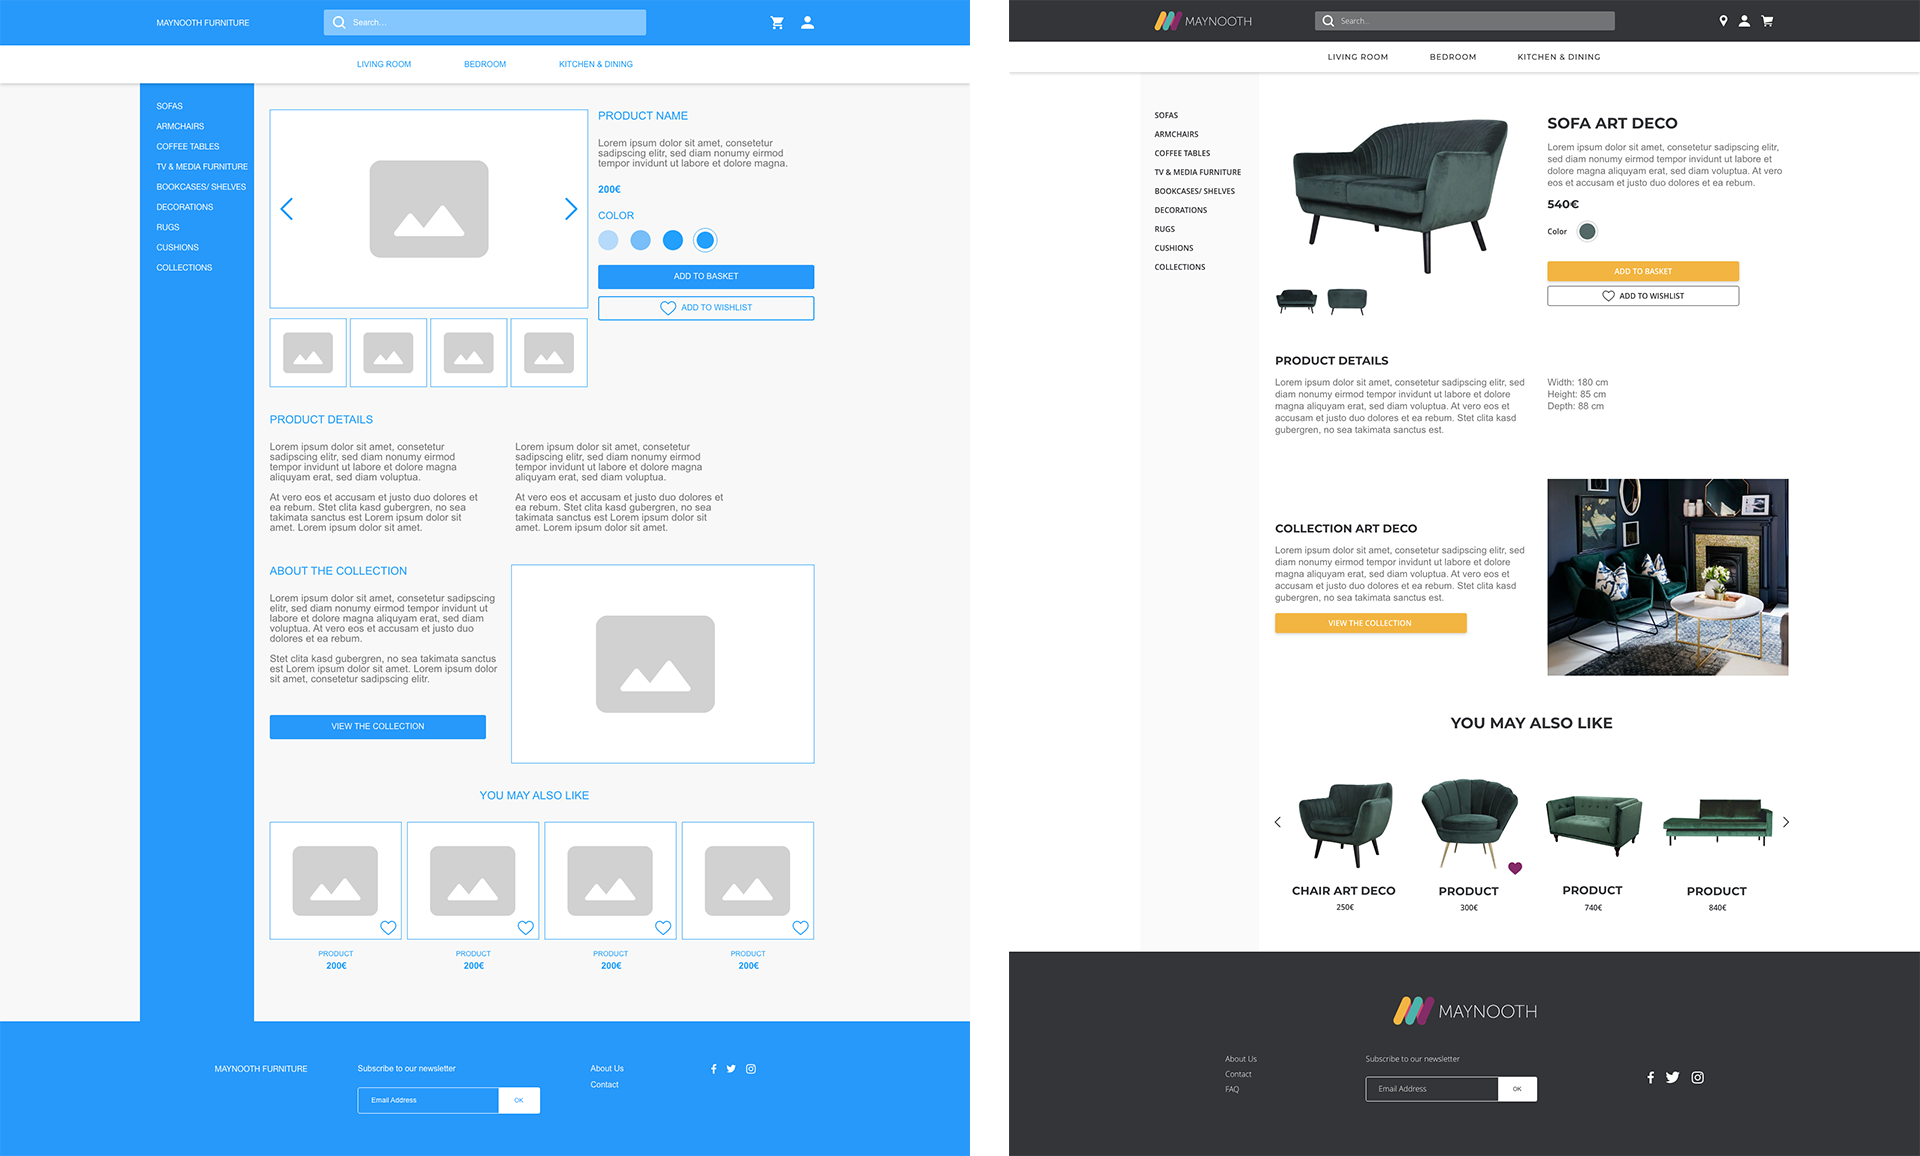 MAYNOOTH FURNITURE
Search...
LIVING ROOM
BEDROOM
KITCHEN & DINING
SOFAS
ARMCHAIRS
COFFEE TABLES
TV & MEDIA FURNITURE
BOOKCASES/ SHELVES
DECORATIONS
RUGS
CUSHIONS
COLLECTIONS
PRODUCT NAME
Lorem ipsum dolor sit amet, consetetur
sadipscing elitr, sed diam nonumy eirmod
tempor invidunt ut labore et dolore magna.
200€
COLOR
ADD TO BASKET
ADD TO WISHLIST
PRODUCT DETAILS
Lorem ipsum dolor sit amet, consetetur
sadipscing elitr, sed diam nonumy eirmod
tempor invidunt ut labore et dolore magna
aliquyam erat, sed diam voluptua.
At vero eos et accusam et justo duo dolores et
ea rebum. Stet clita kasd gubergren, no sea
takimata sanctus est Lorem ipsum dolor sit
amet. Lorem ipsum dolor sit amet.
Lorem ipsum dolor sit amet, consetetur
sadipscing elitr, sed diam nonumy eirmod
tempor invidunt ut labore et dolore magna
aliquyam erat, sed diam voluptua.
At vero eos et accusam et justo duo dolores et
ea rebum. Stet clita kasd gubergren, no sea
takimata sanctus est Lorem ipsum dolor sit
amet. Lorem ipsum dolor sit amet.
ABOUT THE COLLECTION
Lorem ipsum dolor sit amet, consetetur sadipscing
elitr, sed diam nonumy eirmod tempor invidunt ut
labore et dolore magna aliquyam erat, sed diam
voluptua. At vero eos et accusam et justo duo
dolores et ea rebum.
Stet clita kasd gubergren, no sea takimata sanctus
est Lorem ipsum dolor sit amet. Lorem ipsum dolor
sit amet, consetetur sadipscing elitr.
VIEW THE COLLECTION
YOU MAY ALSO LIKE
PRODUCT
200€
PRODUCT
200€
PRODUCT
200€
PRODUCT
200€
MAYNOOTH FURNITURE
Subscribe to our newsletter
Email Address
OK
About Us
Contact
MAYNOOTH
Search...
LIVING ROOM
BEDROOM
KITCHEN & DINING
SOFAS
ARMCHAIRS
COFFEE TABLES
TV & MEDIA FURNITURE
BOOKCASES/ SHELVES
DECORATIONS
RUGS
CUSHIONS
COLLECTIONS
SOFA ART DECO
Lorem ipsum dolor sit amet, consetetur sadipscing elitr,
sed diam nonumy eirmod tempor invidunt ut labore et
dolore magna aliquyam erat, sed diam voluptua. At vero
eos et accusam et justo duo dolores et ea rebum.
540€
Color
ADD TO BASKET
ADD TO WISHLIST
PRODUCT DETAILS
Lorem ipsum dolor sit amet, consetetur sadipscing elitr, sed
diam nonumy eirmod tempor invidunt ut labore et dolore
magna aliquyam erat, sed diam voluptua. At vero eos et
accusam et justo duo dolores et ea rebum. Stet clita kasd
gubergren, no sea takimata sanctus est.
Width: 180 cm
Height: 85 cm
Depth: 88 cm
COLLECTION ART DECO
Lorem ipsum dolor sit amet, consetetur sadipscing elitr, sed
diam nonumy eirmod tempor invidunt ut labore et dolore
magna aliquyam erat, sed diam voluptua. At vero eos et
accusam et justo duo dolores et ea rebum. Stet clita kasd
gubergren, no sea takimata sanctus est.
VIEW THE COLLECTION
YOU MAY ALSO LIKE
CHAIR ART DECO
250€
PRODUCT
300€
PRODUCT
740€
PRODUCT
840€
MAYNOOTH
About Us
Contact
FAQ
Subscribe to our newsletter
Email Address
OK